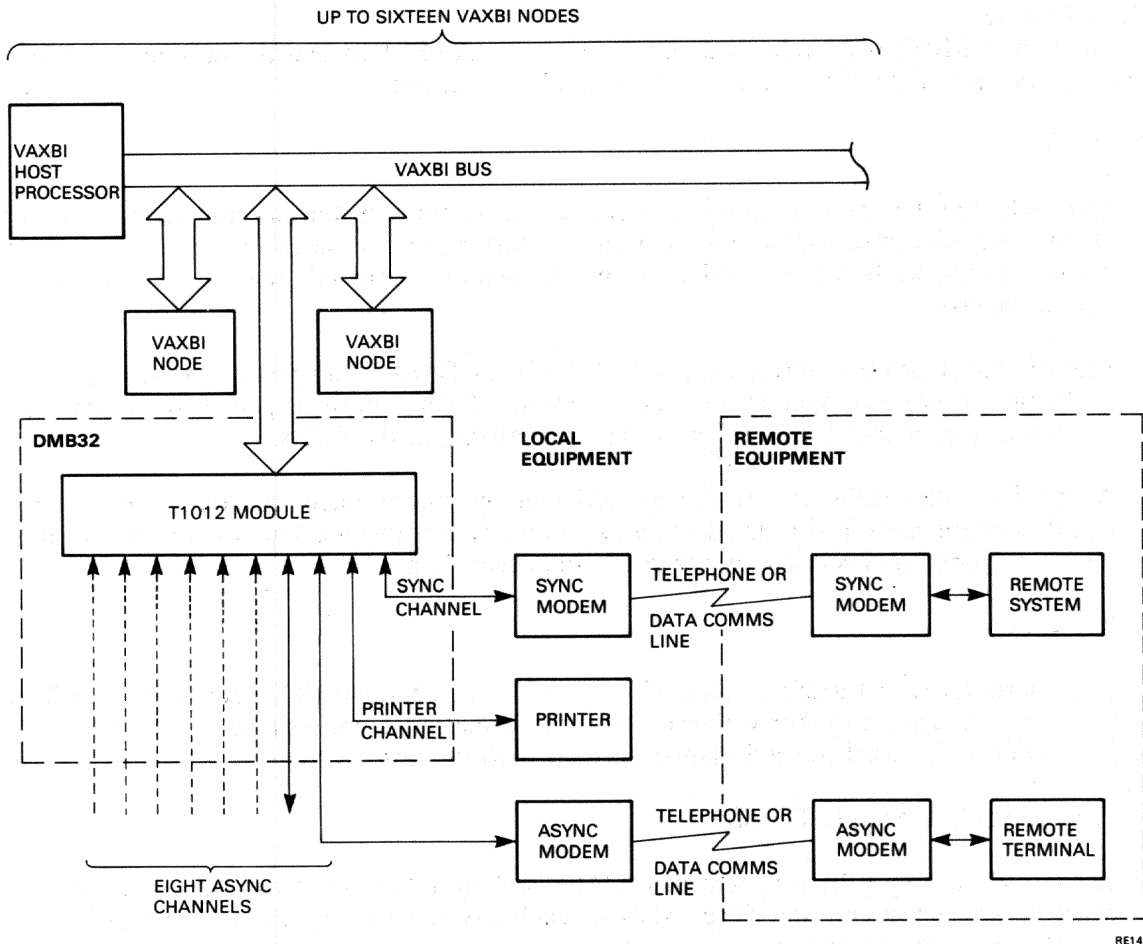 UP TO SIXTEEN VAXBI NODES
VAXBI
HOST
PROCESSOR
VAXBI BUS
VAXBI
NODE
VAXBI
NODE
DMB32
LOCAL
EQUIPMENT
REMOTE
EQUIPMENT
T1012 MODULE
SYNC
CHANNEL
SYNC
MODEM
TELEPHONE OR
DATA COMMS
LINE
SYNC
MODEM
REMOTE
SYSTEM
PRINTER
CHANNEL
PRINTER
ASYNC
MODEM
TELEPHONE OR
DATA COMMS
LINE
ASYNC
MODEM
REMOTE
TERMINAL
EIGHT ASYNC
CHANNELS
RE14